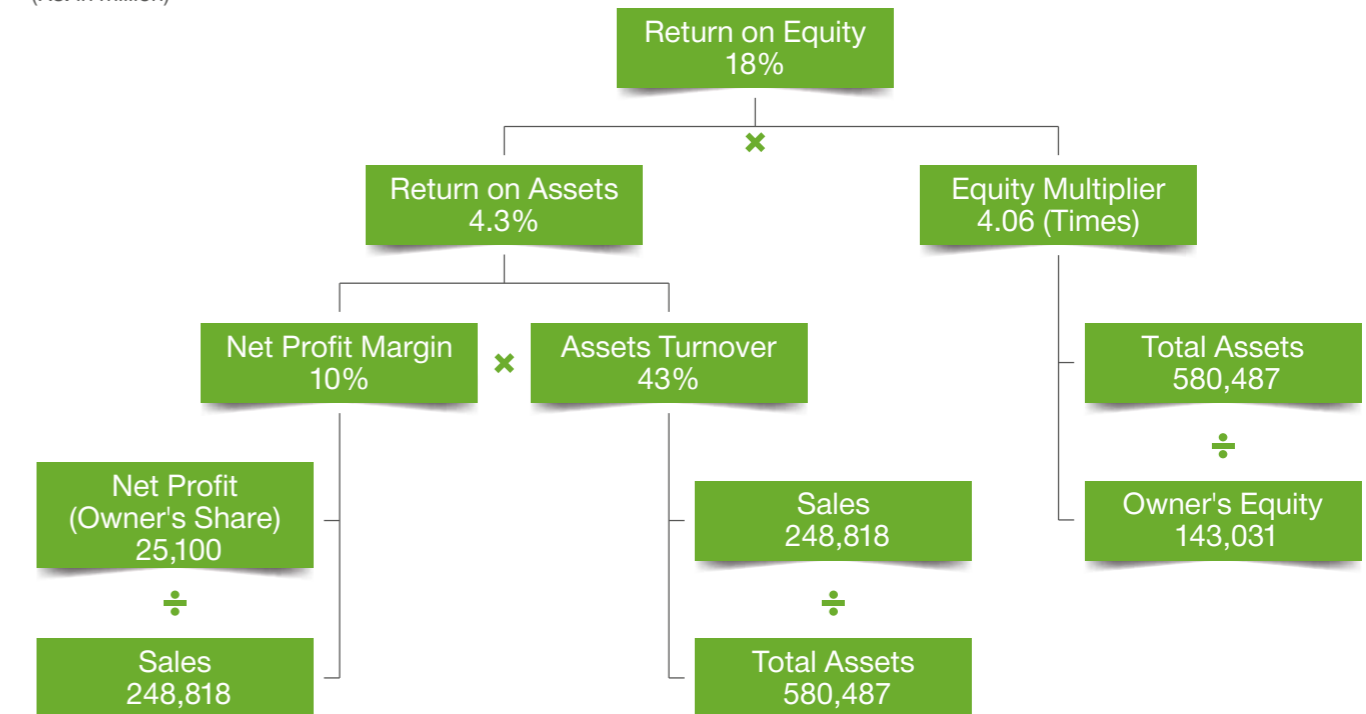 Return on Equity
18%
×
Return on Assets
4.3%
Equity Multiplier
4.06 (Times)
Net Profit Margin
10%
×
Assets Turnover
43%
Total Assets
580,487
÷
Net Profit
(Owner's Share)
25,100
Sales
248,818
Owner's Equity
143,031
÷
÷
Sales
248,818
Total Assets
580,487